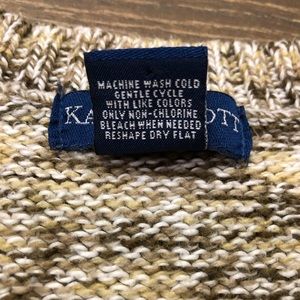 MACHINE WASH COLD
GENTLE CYCLE
WITH LIKE COLORS
ONLY NON-CHLORINE
BLEACH WHEN NEEDED
RESHAPE DRY FLAT